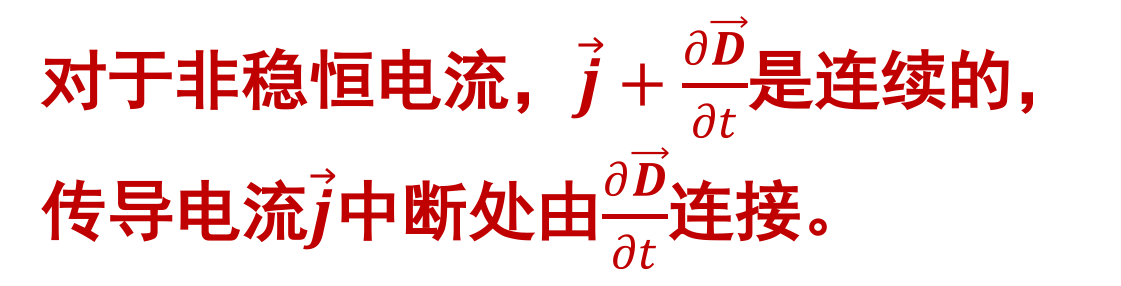 对于非稳恒电流，$\vec{j} + \frac{\partial \vec{D}}{\partial t}$是连续的，
传导电流$\vec{j}$中断处由$\frac{\partial \vec{D}}{\partial t}$连接。